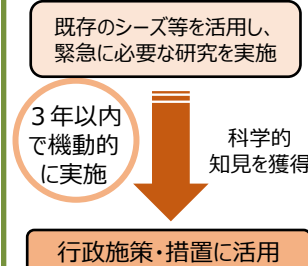 既存のシーズ等を活用し、
緊急に必要な研究を実施
３年以内
で機動的
に実施
科学的
知見を獲得
行政施策・措置に活用